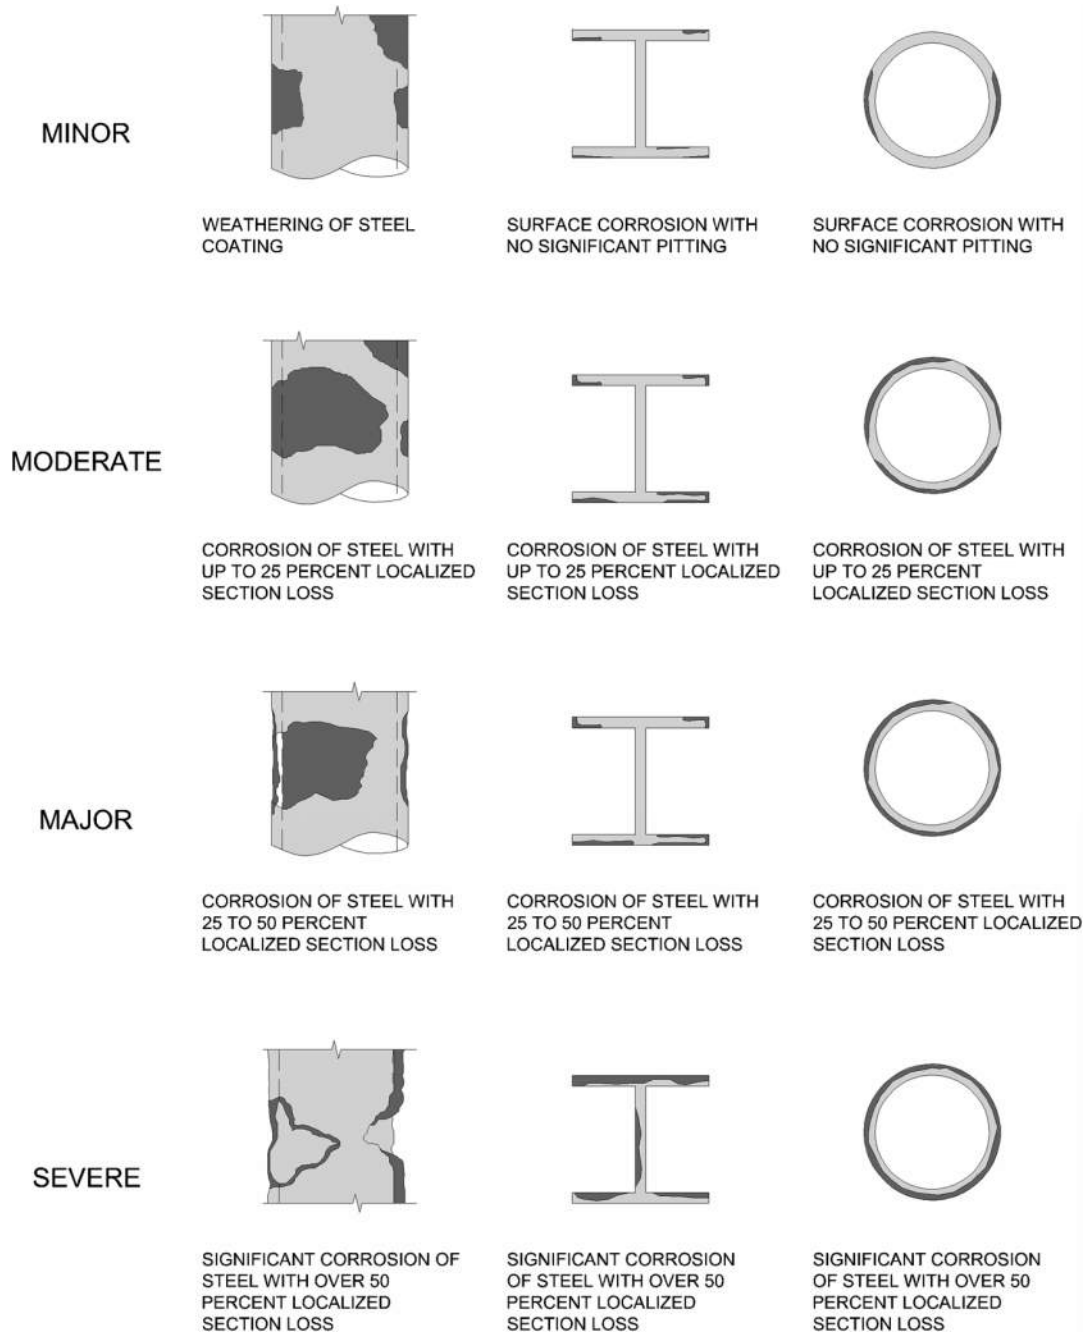 MINOR
WEATHERING OF STEEL
COATING
SURFACE CORROSION WITH
NO SIGNIFICANT PITTING
SURFACE CORROSION WITH
NO SIGNIFICANT PITTING
MODERATE
CORROSION OF STEEL WITH
UP TO 25 PERCENT LOCALIZED
SECTION LOSS
CORROSION OF STEEL WITH
UP TO 25 PERCENT LOCALIZED
SECTION LOSS
CORROSION OF STEEL WITH
UP TO 25 PERCENT
LOCALIZED SECTION LOSS
MAJOR
CORROSION OF STEEL WITH
25 TO 50 PERCENT
LOCALIZED SECTION LOSS
CORROSION OF STEEL WITH
25 TO 50 PERCENT
LOCALIZED SECTION LOSS
CORROSION OF STEEL WITH
25 TO 50 PERCENT LOCALIZED
SECTION LOSS
SEVERE
SIGNIFICANT CORROSION OF
STEEL WITH OVER 50
PERCENT LOCALIZED
SECTION LOSS
SIGNIFICANT CORROSION
OF STEEL WITH OVER 50
PERCENT LOCALIZED
SECTION LOSS
SIGNIFICANT CORROSION
OF STEEL WITH OVER 50
PERCENT LOCALIZED
SECTION LOSS